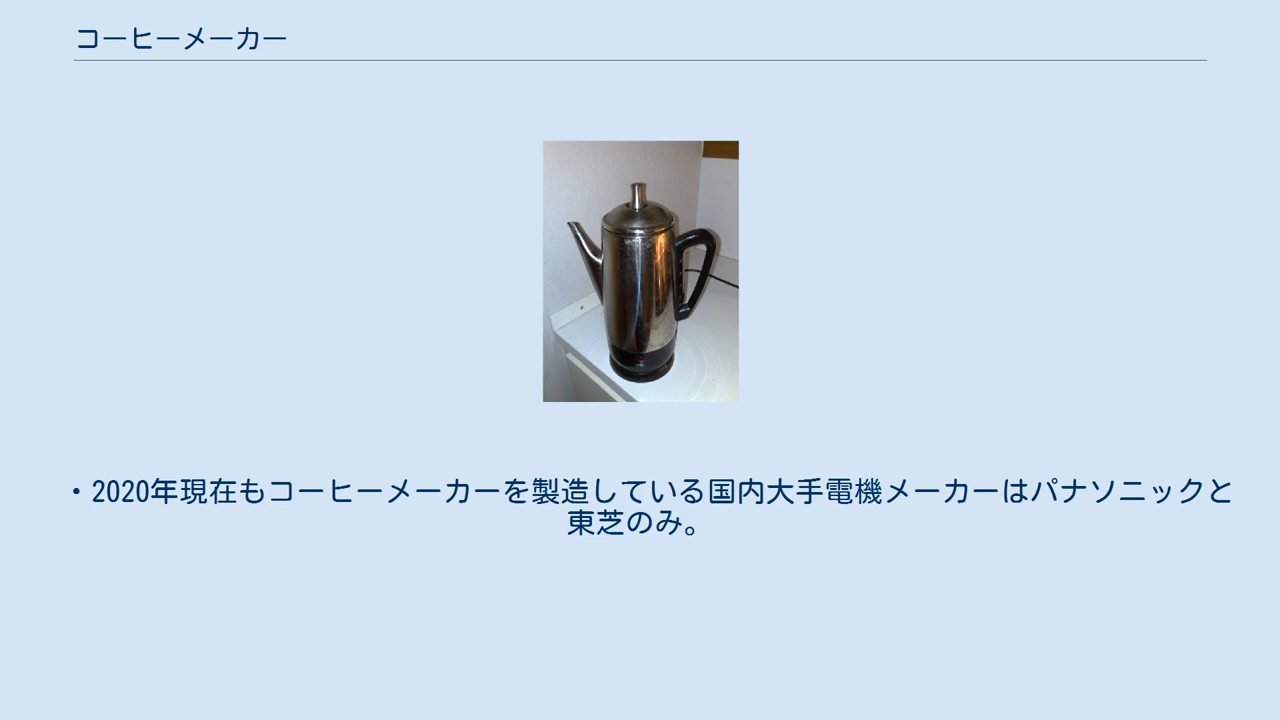 コーヒーメーカー
・2020年現在もコーヒーメーカーを製造している国内大手電機メーカーはパナソニックと
東芝のみ。